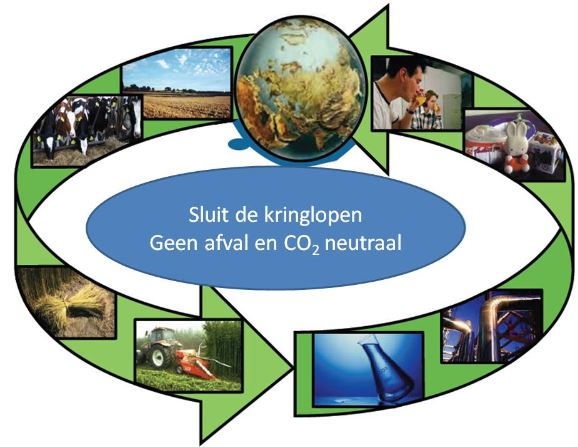 Sluit de kringlopen
Geen afval en CO₂ neutraal